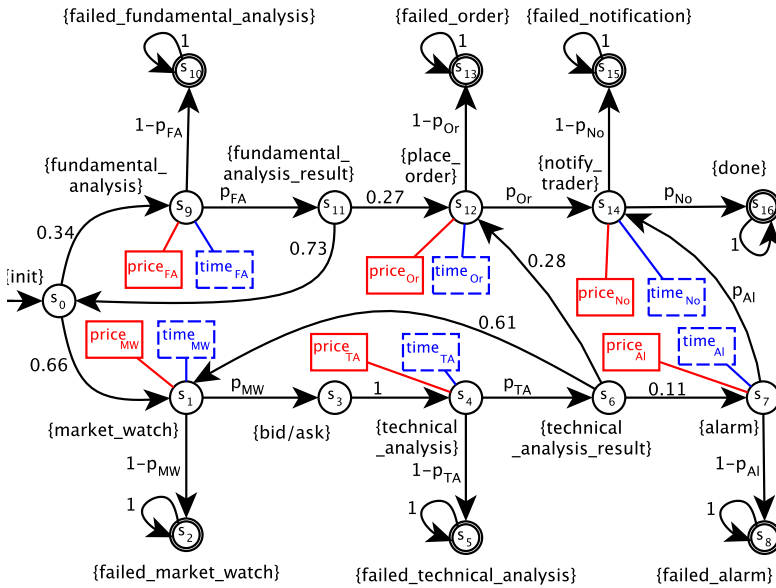 {failed_fundamental_analysis}
{failed_order}
{failed_notification}
1
1
1
s10
s13
s15
1-pFA
1-pOr
1-pNo
{fundamental_
analysis}
{fundamental_
analysis_result}
{place_
order}
{notify_
trader}
{done}
s9
pFA
s11
0.27
s12
pOr
s14
pNo
s16
0.34
0.73
1
priceFA
timeFA
priceOr
timeOr
priceNo
timeNo
{init}
s0
0.28
pAl
0.66
priceMW
timeMW
0.61
priceTA
timeTA
priceAl
timeAl
s1
pMW
s3
1
s4
pTA
s6
0.11
s7
{market_watch}
{bid/ask}
{technical
_analysis}
{technical
_analysis_result}
{alarm}
1-pMW
1-pTA
1-pAl
1
1
1
s2
s5
s8
{failed_market_watch}
{failed_technical_analysis}
{failed_alarm}